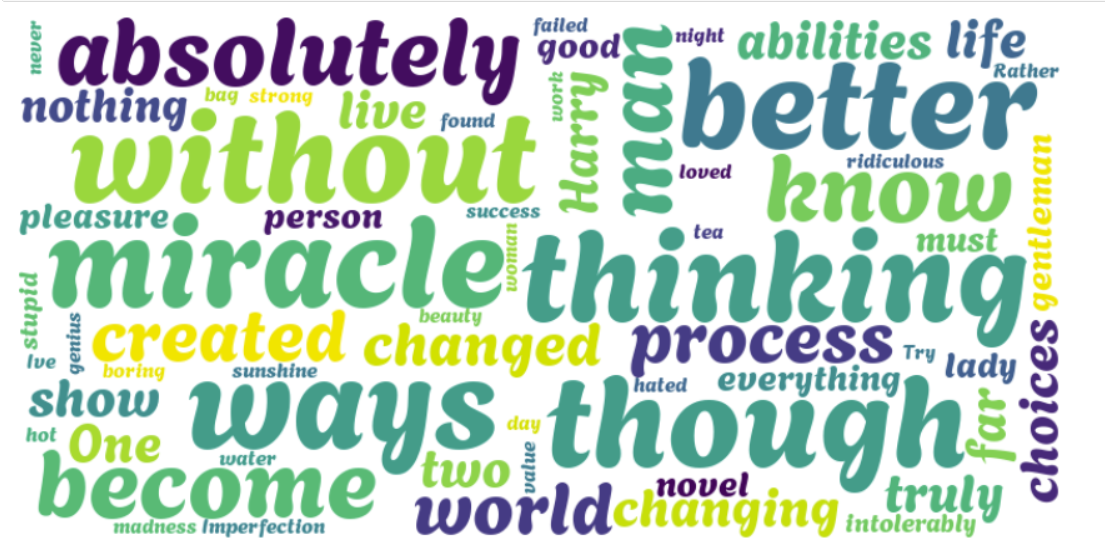 never
absolutely
failed
good
man
night
abilities
life
Rather
nothing
bag
strong
live
found
work
Harry
better
without
loved
ridiculous
know
gentleman
pleasure
person
success
miracle
woman
thinking
tea
must
stupid
genius
created
beauty
changed
process
Try
lady
choices
Ive
boring
sunshine
show
ways
hated
everything
though
far
hot
One
day
water
value
two
become
world
novel
changing
truly
madness
Imperfection
intolerably